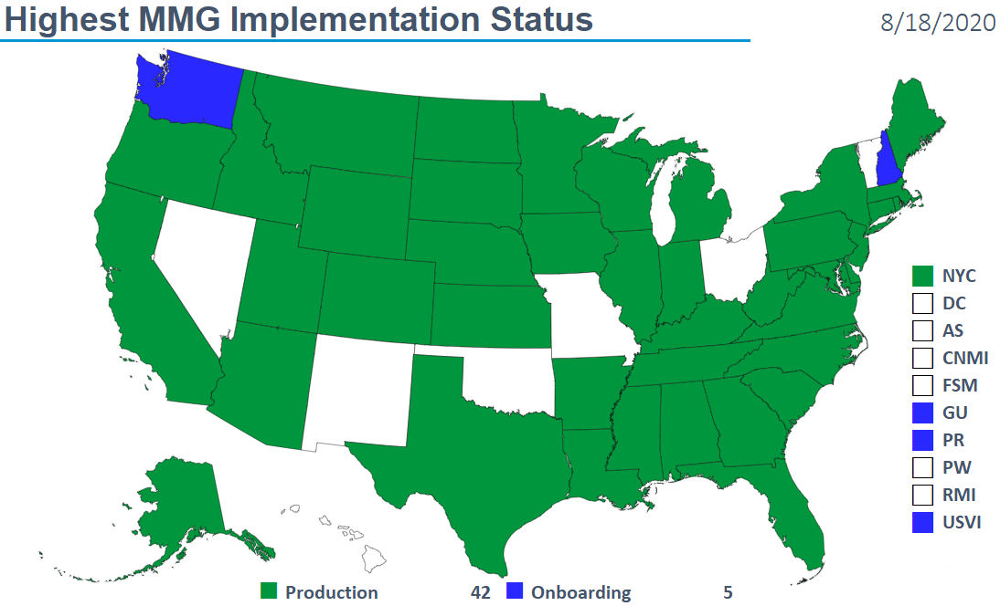 Highest MMG Implementation Status 8/18/2020
NYC
DC
AS
CNMI
FSM
GU
PR
PW
RMI
USVI
Production 42 Onboarding 5